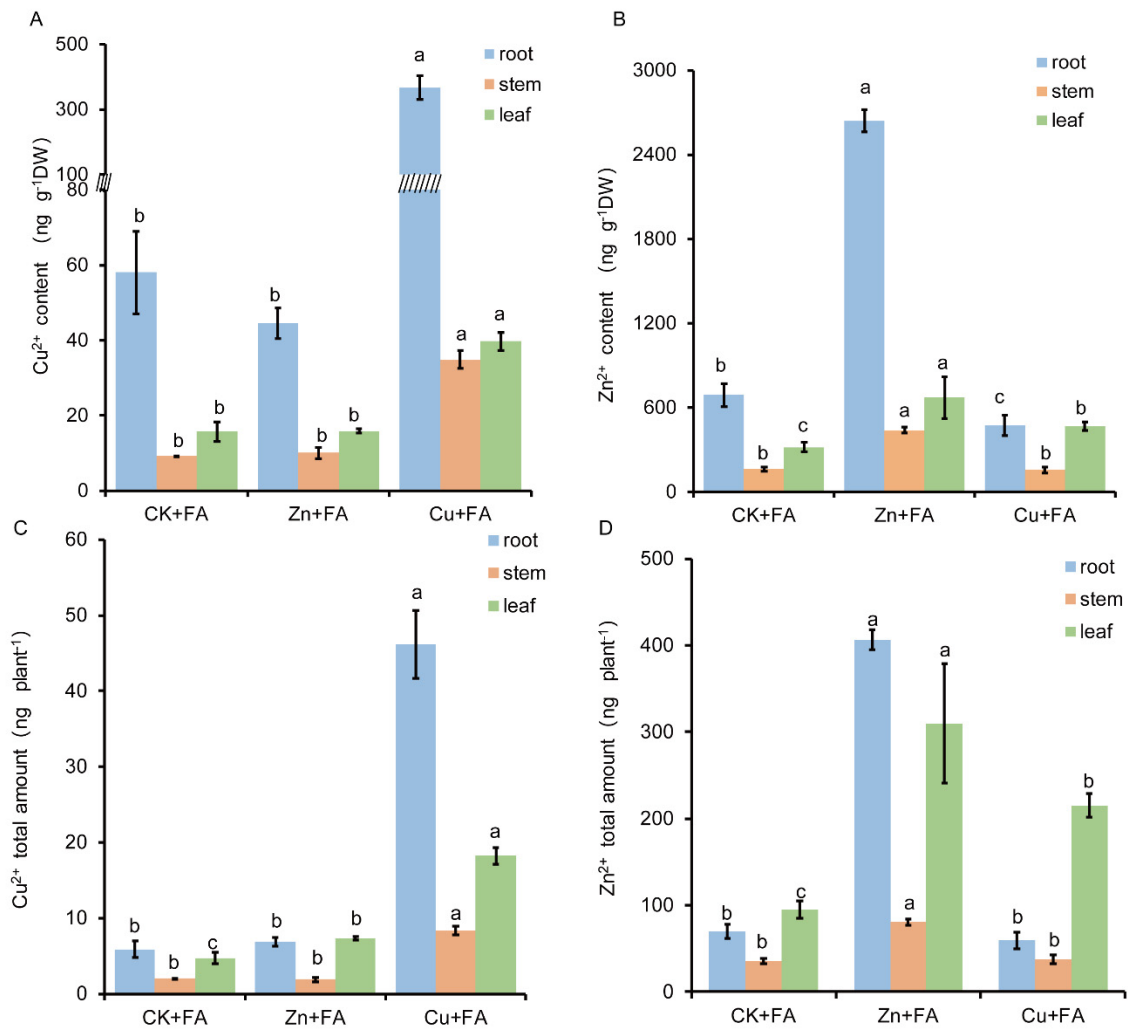 A
Cu²⁺ content (ng g⁻¹DW)
500
300
100
80
60
40
20
0
root
stem
leaf
b
b
b
b
b
b
a
a
a
CK+FA
Zn+FA
Cu+FA
B
Zn²⁺ content (ng g⁻¹DW)
3000
2400
1800
1200
600
0
root
stem
leaf
b
b
c
a
a
a
c
b
b
CK+FA
Zn+FA
Cu+FA
C
Cu²⁺ total amount (ng plant⁻¹)
60
50
40
30
20
10
0
root
stem
leaf
b
b
c
b
b
b
a
a
a
CK+FA
Zn+FA
Cu+FA
D
Zn²⁺ total amount (ng plant⁻¹)
500
400
300
200
100
0
root
stem
leaf
b
b
c
a
a
a
b
b
b
CK+FA
Zn+FA
Cu+FA